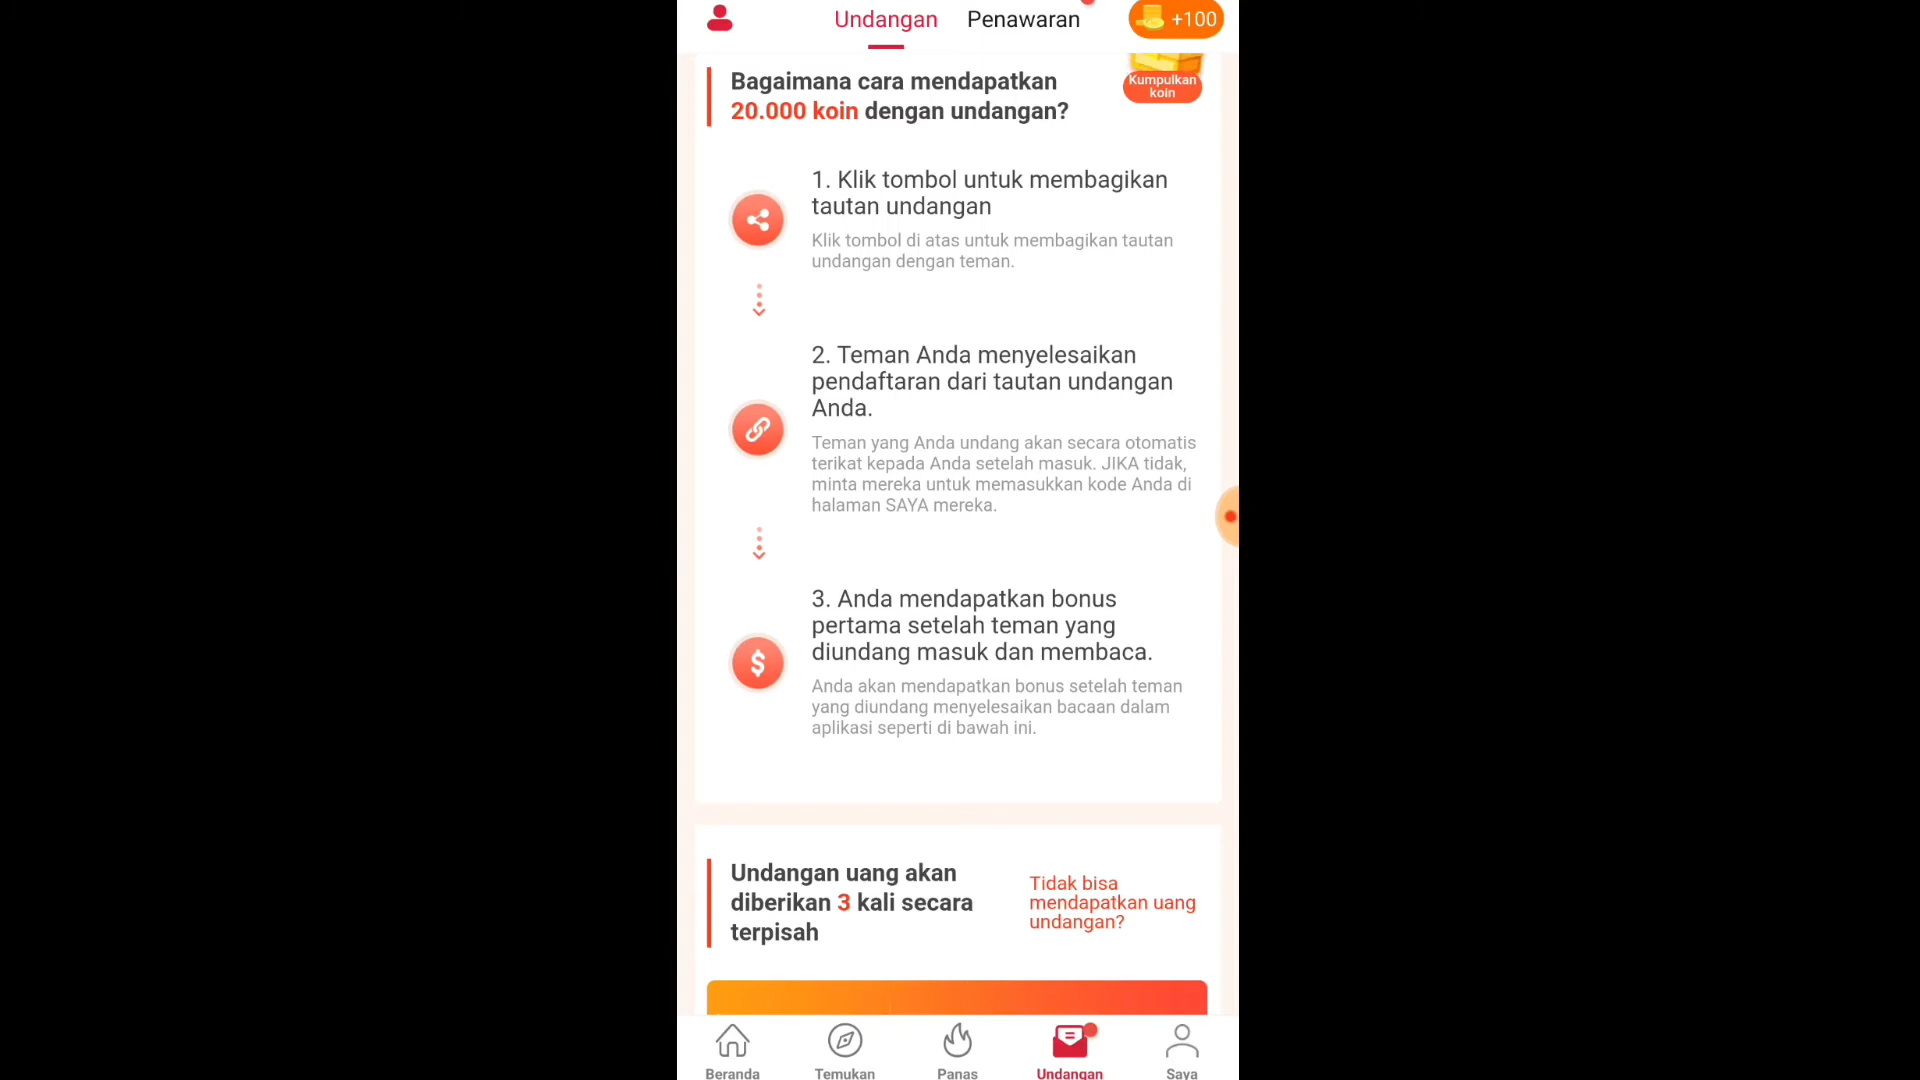 Undangan Penawaran +100
Bagaimana cara mendapatkan
20.000 koin dengan undangan?
Kumpulkan
koin
1. Klik tombol untuk membagikan
tautan undangan
Klik tombol di atas untuk membagikan tautan
undangan dengan teman.
2. Teman Anda menyelesaikan
pendaftaran dari tautan undangan
Anda.
Teman yang Anda undang akan secara otomatis
terikat kepada Anda setelah masuk. JIKA tidak,
minta mereka untuk memasukkan kode Anda di
halaman SAYA mereka.
3. Anda mendapatkan bonus
pertama setelah teman yang
diundang masuk dan membaca.
Anda akan mendapatkan bonus setelah teman
yang diundang menyelesaikan bacaan dalam
aplikasi seperti di bawah ini.
Undangan uang akan
diberikan 3 kali secara
terpisah
Tidak bisa
mendapatkan uang
undangan?
Beranda Temukan Panas Undangan Saya